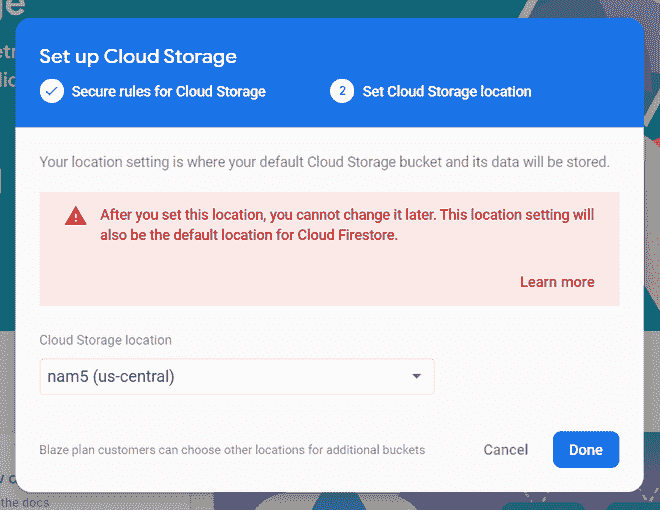 Set up Cloud Storage
Secure rules for Cloud Storage
2 Set Cloud Storage location
Your location setting is where your default Cloud Storage bucket and its data will be stored.
After you set this location, you cannot change it later. This location setting will
also be the default location for Cloud Firestore.
Learn more
Cloud Storage location
nam5 (us-central)
Blaze plan customers can choose other locations for additional buckets
Cancel
Done
the docs